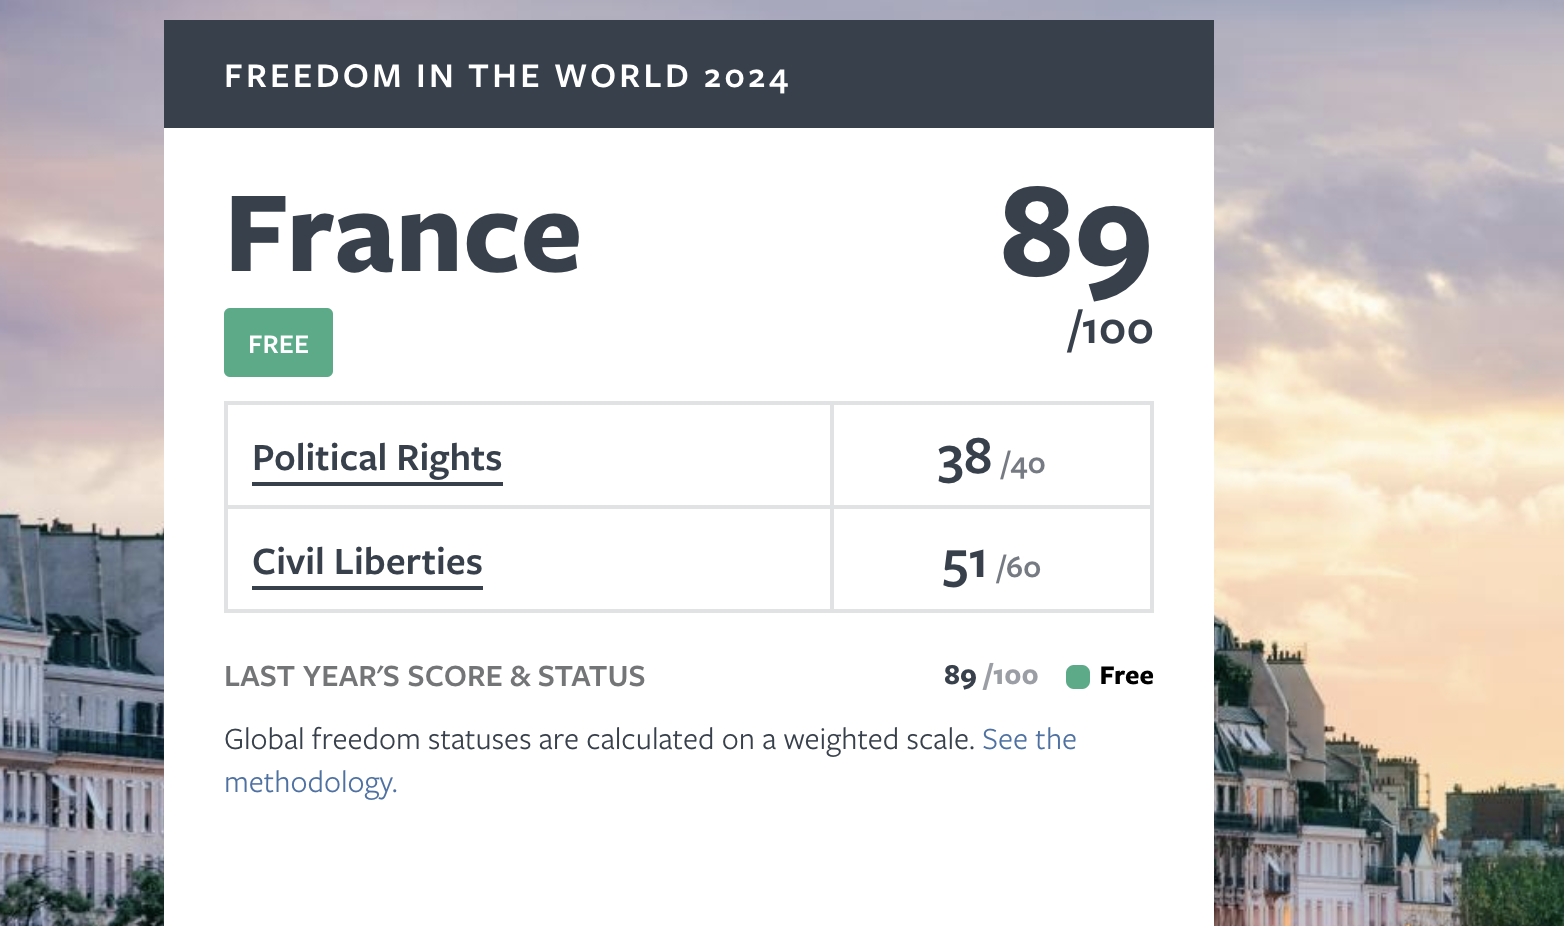 FREEDOM IN THE WORLD 2024
France
89
/100
FREE
Political Rights
38 /40
Civil Liberties
51 /60
LAST YEAR'S SCORE & STATUS
89 /100 Free
Global freedom statuses are calculated on a weighted scale. See the
methodology.